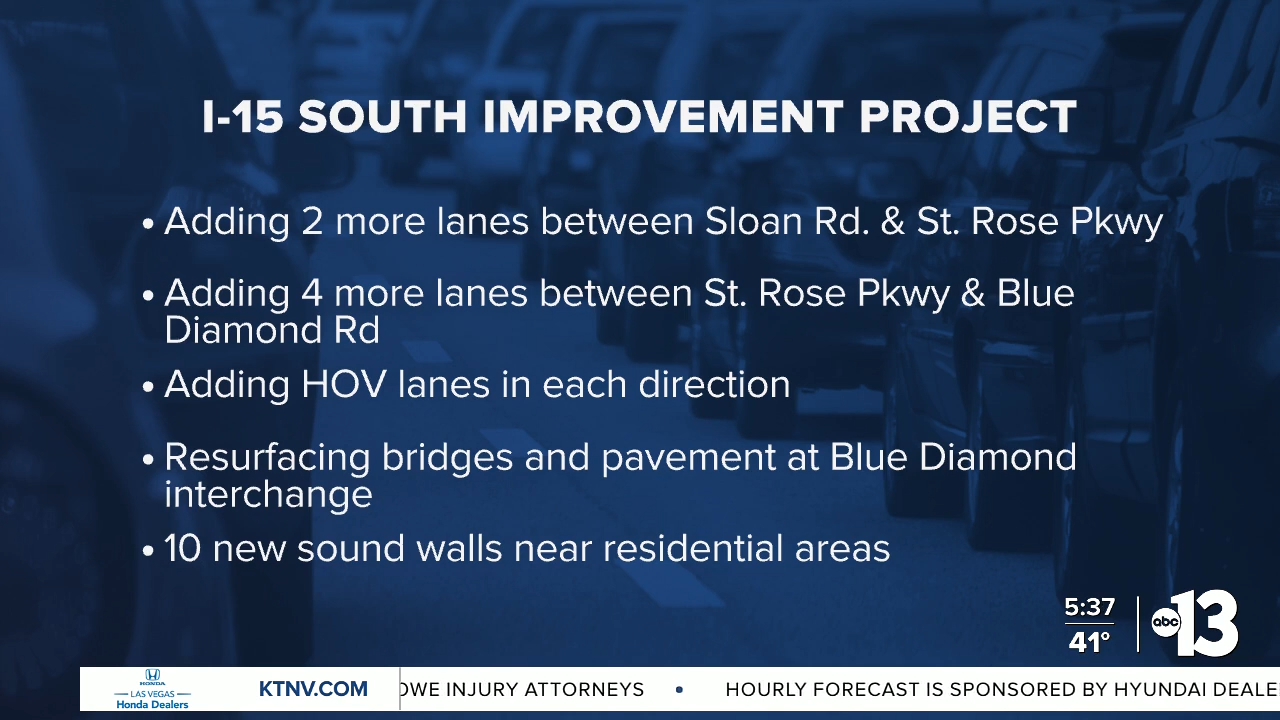 I-15 SOUTH IMPROVEMENT PROJECT
• Adding 2 more lanes between Sloan Rd. & St. Rose Pkwy
• Adding 4 more lanes between St. Rose Pkwy & Blue
Diamond Rd
• Adding HOV lanes in each direction
• Resurfacing bridges and pavement at Blue Diamond
interchange
• 10 new sound walls near residential areas
5:37
41°
abc 13
HONDA
LAS VEGAS
Honda Dealers
KTNV.COM
OWE INJURY ATTORNEYS • HOURLY FORECAST IS SPONSORED BY HYUNDAI DEALE